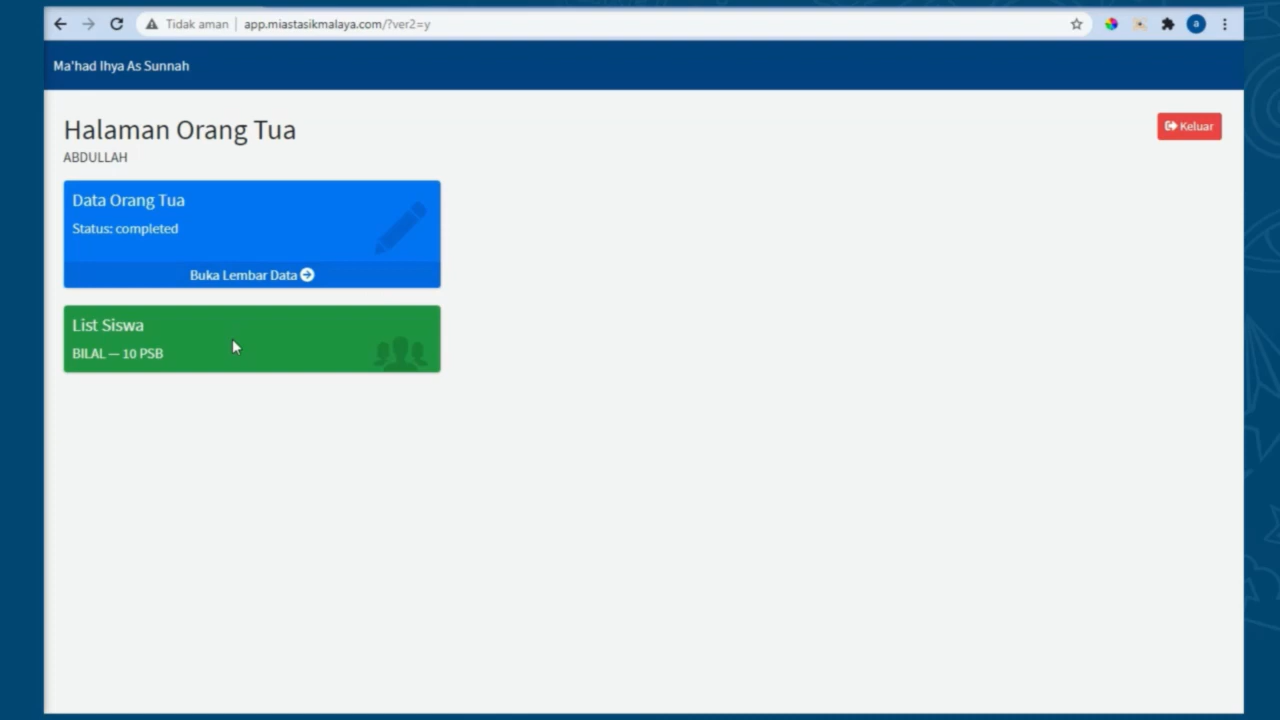 Tidak aman | app.miastasikmalaya.com/?ver2=y
a
Ma'had Ihya As Sunnah
Halaman Orang Tua
Keluar
ABDULLAH
Data Orang Tua
Status: completed
Buka Lembar Data
List Siswa
BILAL — 10 PSB